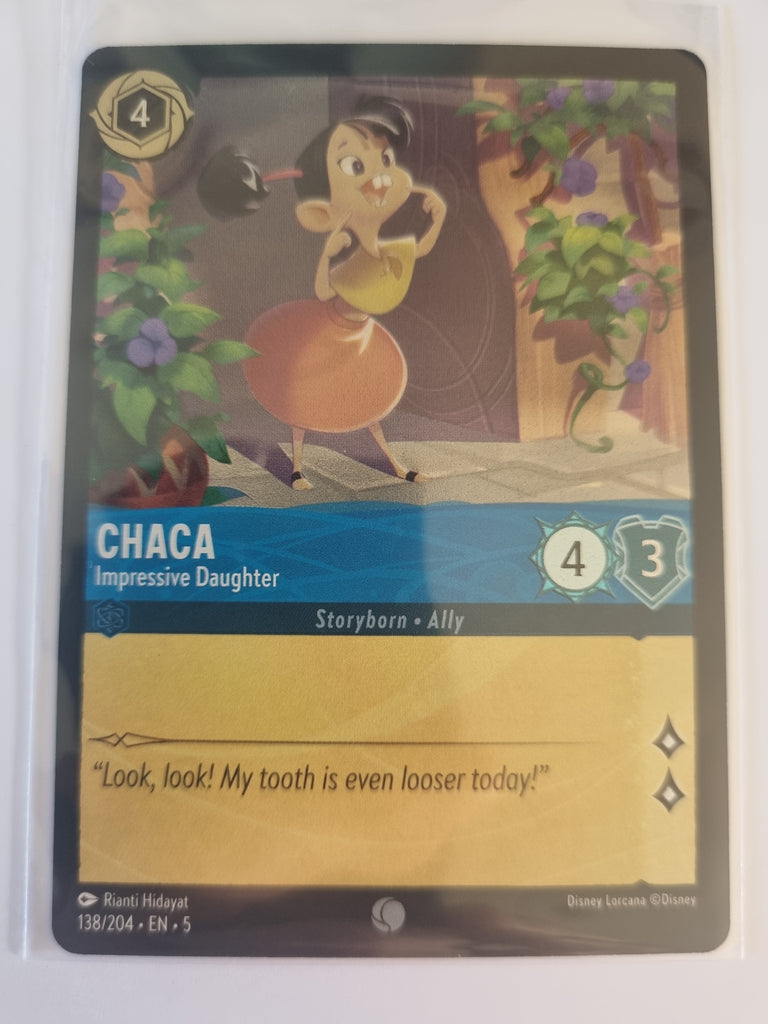 4
CHACA
Impressive Daughter
4 3
Storyborn • Ally
“Look, look! My tooth is even looser today!”
Rianti Hidayat
Disney Lorcana ©Disney
138/204 • EN • 5